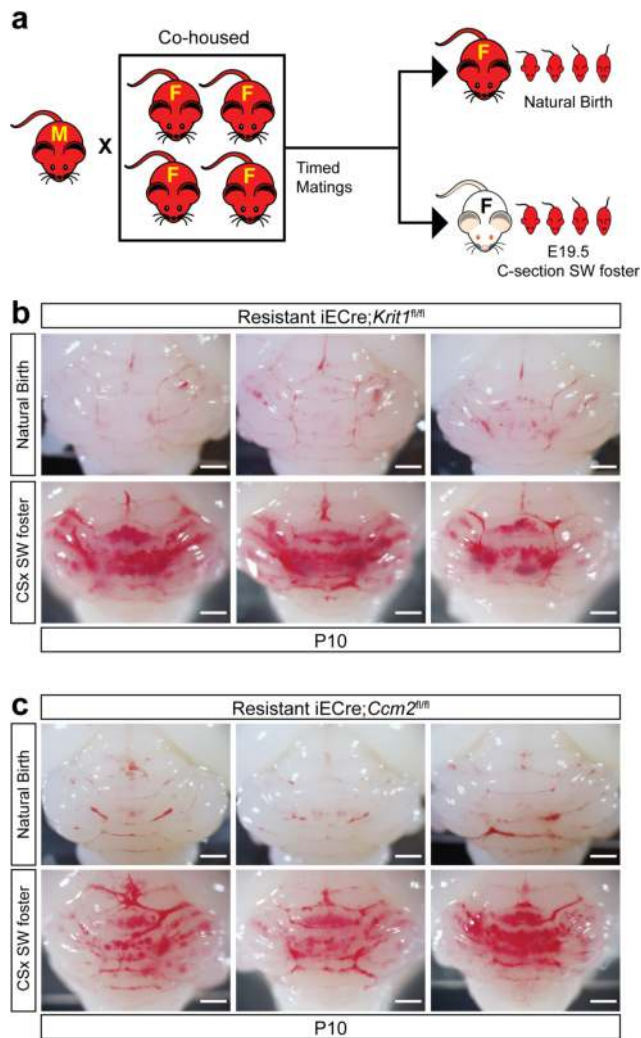 a
Co-housed
M
X
F
F
F
F
Timed
Matings
F
Natural Birth
F
E19.5
C-section SW foster
b
Resistant iECre;Krit1fl/fl
Natural Birth
CSx SW foster
P10
c
Resistant iECre;Ccm2fl/fl
Natural Birth
CSx SW foster
P10